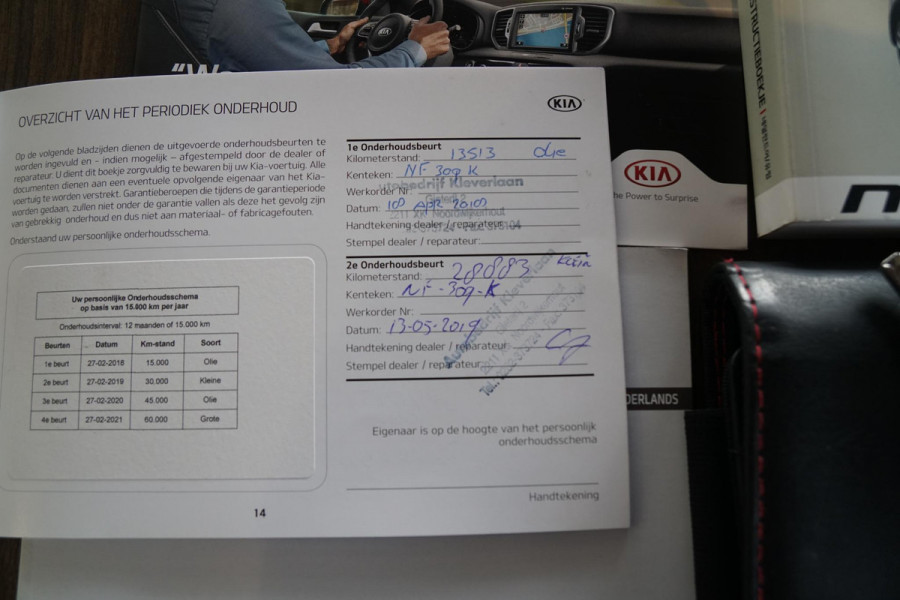 "We
KIA
OVERZICHT VAN HET PERIODIEK ONDERHOUD
Op de volgende bladzijden dienen de uitgevoerde onderhoudsbeurten te
worden ingevuld en - indien mogelijk – afgestempeld door de dealer of
reparateur. U dient dit boekje zorgvuldig te bewaren bij uw Kia-voertuig. Alle
documenten dienen aan een eventuele opvolgende eigenaar van het Kia-
voertuig te worden verstrekt. Garantieberoepen die tijdens de garantieperiode
worden gedaan, zullen niet onder de garantie vallen als deze het gevolg zijn
van gebrekkig onderhoud en dus niet aan materiaal- of fabricagefouten.
Onderstaand uw persoonlijke onderhoudsschema.
Uw persoonlijke Onderhoudsschema
op basis van 15.000 km per jaar
Onderhoudsinterval: 12 maanden of 15.000 km
Beurten Datum Km-stand Soort
1e beurt 27-02-2018 15.000 Olie
2e beurt 27-02-2019 30.000 Kleine
3e beurt 27-02-2020 45.000 Olie
4e beurt 27-02-2021 60.000 Grote
14
KIA
1e Onderhoudsbeurt
Kilometerstand: 13513 Olie
Kenteken: NF 309 K
Autobedrijf Kleverlaan
Werkorder Nr:
Datum: APR
Handtekening dealer / reparateur:
Stempel dealer / reparateur:
2e Onderhoudsbeurt
Kilometerstand: 28883 klein
Kenteken: NF-309-K
Werkorder Nr:
Datum: 13-05-2019
Handtekening dealer / reparateur:
Stempel dealer / reparateur:
Autobedrijf Kleverlaan
Eigenaar is op de hoogte van het persoonlijk
onderhoudsschema
Handtekening
KIA
The Power to Surprise
DERLANDS
STRUCTIEBOEKJE